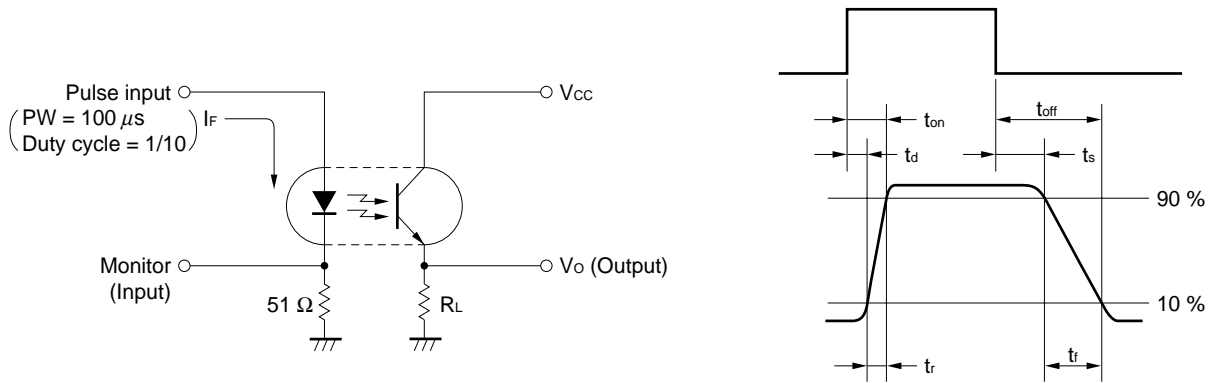 Pulse input
PW = 100 μs
Duty cycle = 1/10
IF
VCC
Monitor
(Input)
51 Ω
RL
VO (Output)
ton
toff
td
ts
90 %
10 %
tr
tf